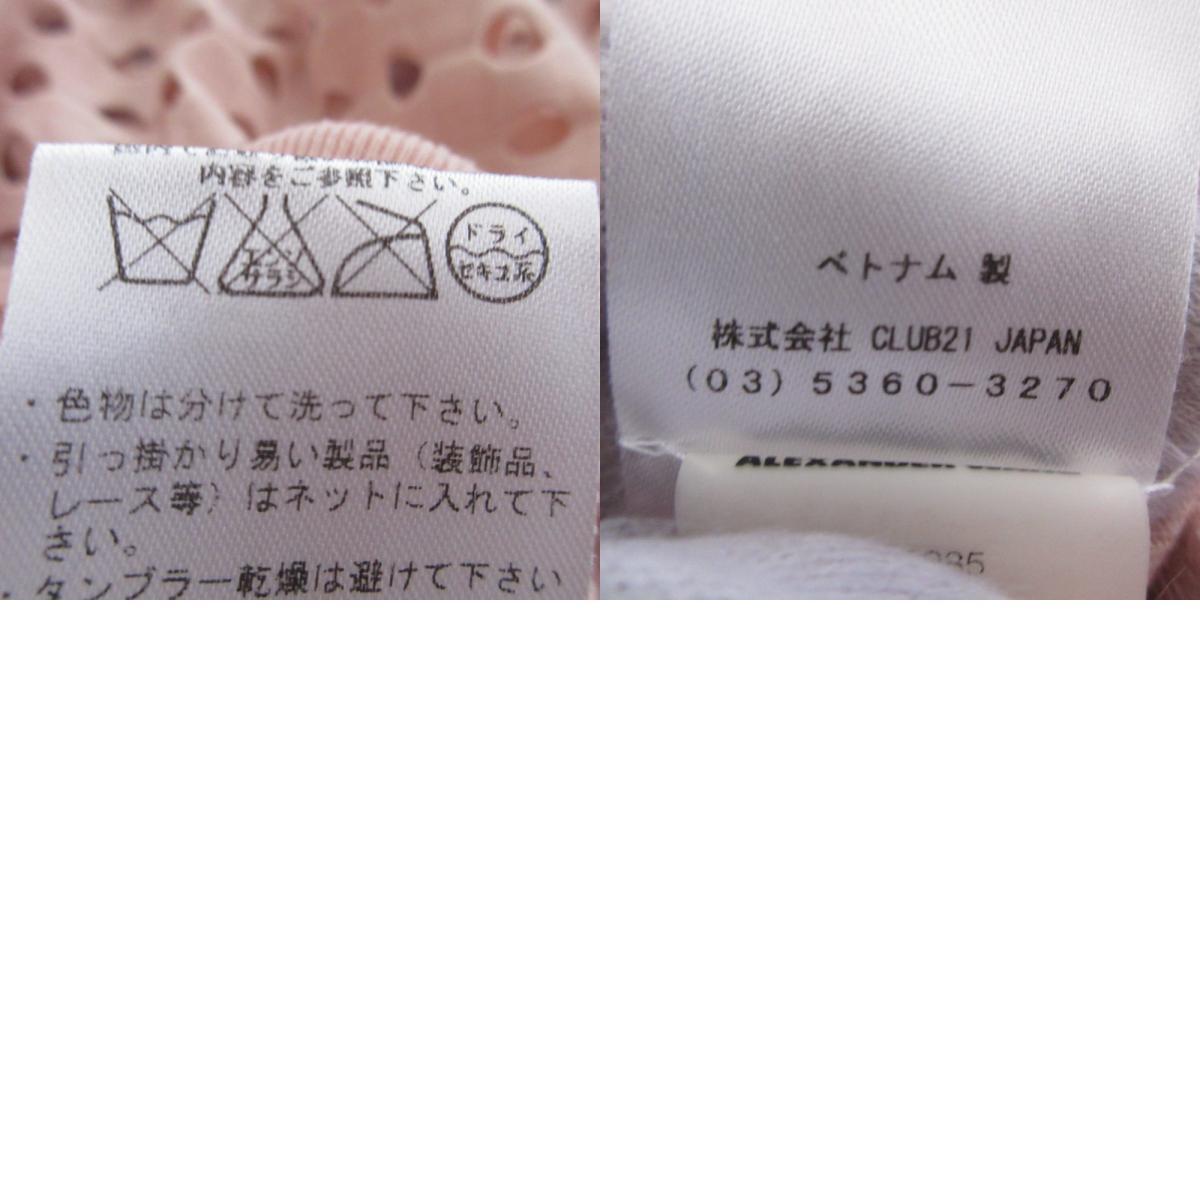 内容をご参照下さい。
エンソ
サラシ
ドライ
セキユ系
・色物は分けて洗って下さい。
・引っ掛かり易い製品（装飾品、
レース等）はネットに入れて下
さい。
・タンブラー乾燥は避けて下さい
ベトナム 製
株式会社 CLUB21 JAPAN
(03) 5360-3270